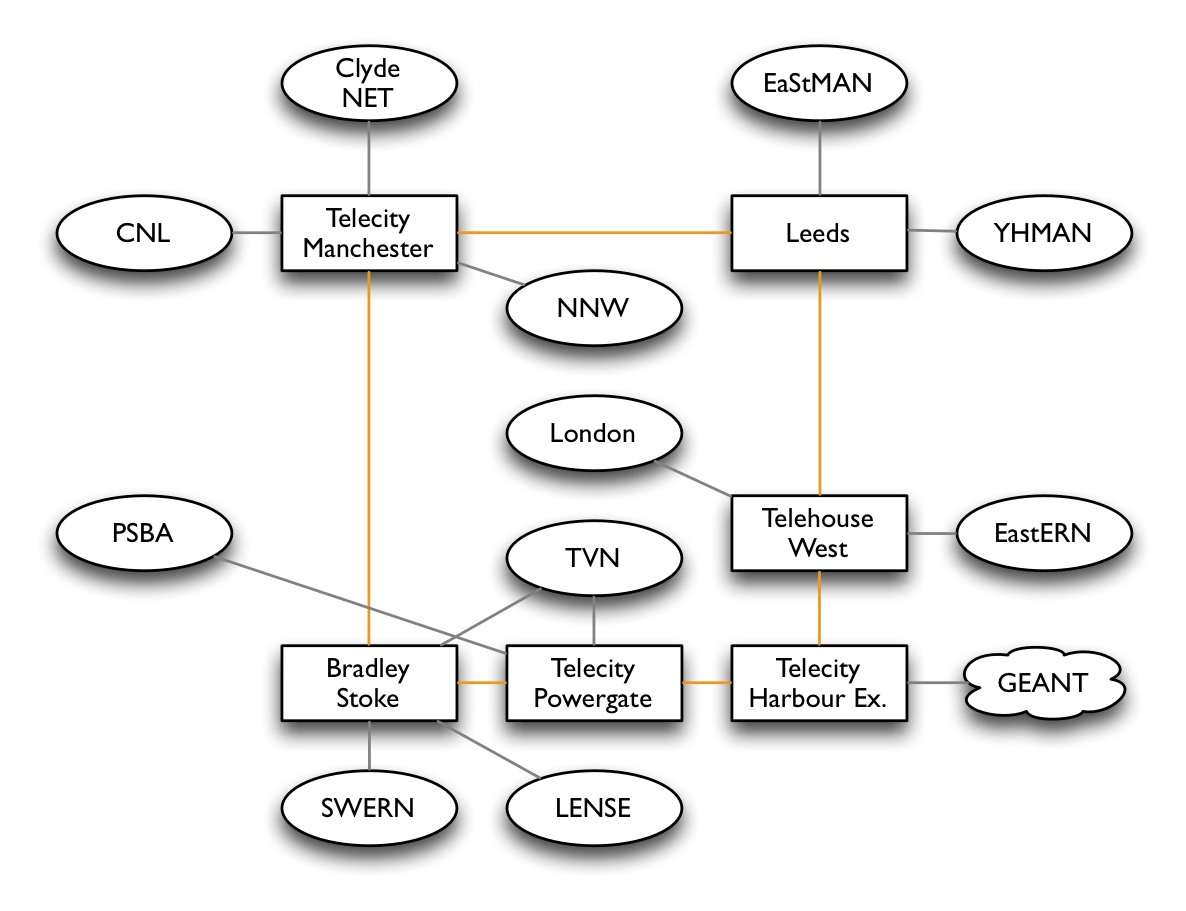 Clyde
NET
EaStMAN
CNL
Telecity
Manchester
Leeds
YHMAN
NNW
London
PSBA
TVN
Telehouse
West
EastERN
Bradley
Stoke
Telecity
Powergate
Telecity
Harbour Ex.
GEANT
SWERN
LENSE